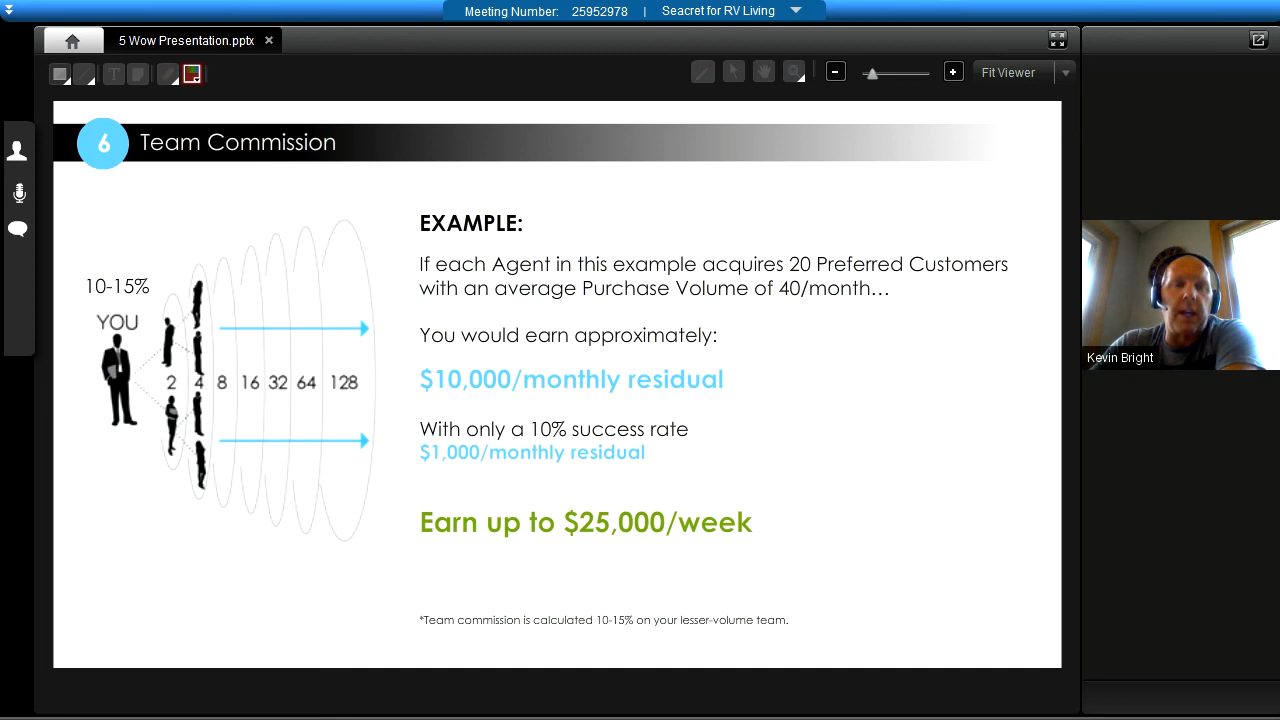 Meeting Number: 25952978 | Seacret for RV Living
5 Wow Presentation.pptx
T
Fit Viewer
6 Team Commission
EXAMPLE:
If each Agent in this example acquires 20 Preferred Customers
with an average Purchase Volume of 40/month...
10-15%
YOU
You would earn approximately:
$10,000/monthly residual
2 4 8 16 32 64 128
With only a 10% success rate
$1,000/monthly residual
Earn up to $25,000/week
*Team commission is calculated 10-15% on your lesser-volume team.
Kevin Bright